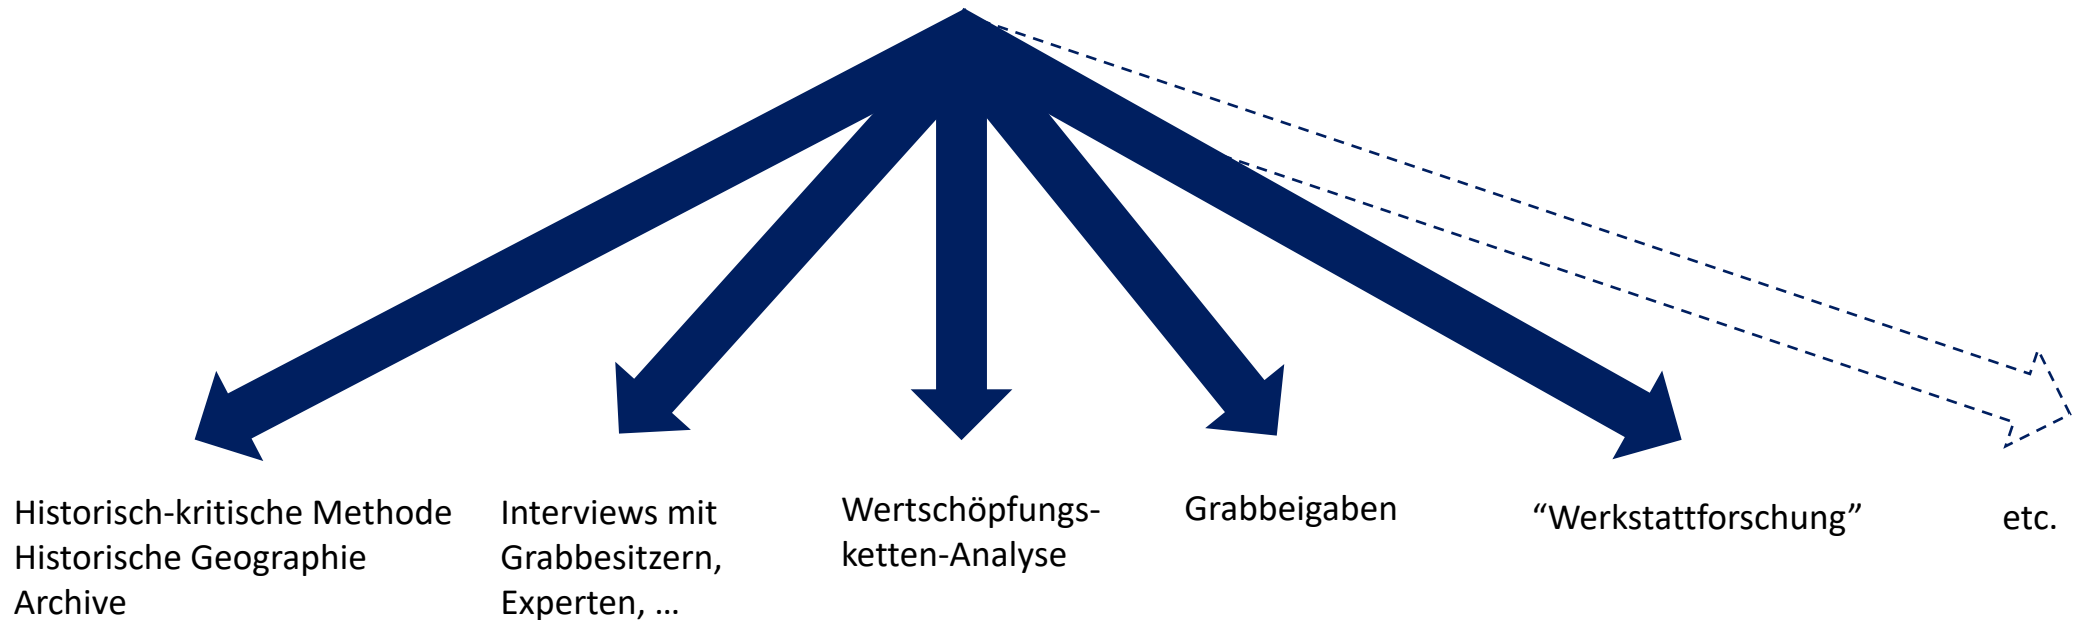 Historisch-kritische Methode
Historische Geographie
Archive
Interviews mit
Grabbesitzern,
Experten, …
Wertschöpfungs-
ketten-Analyse
Grabbeigaben
“Werkstattforschung”
etc.